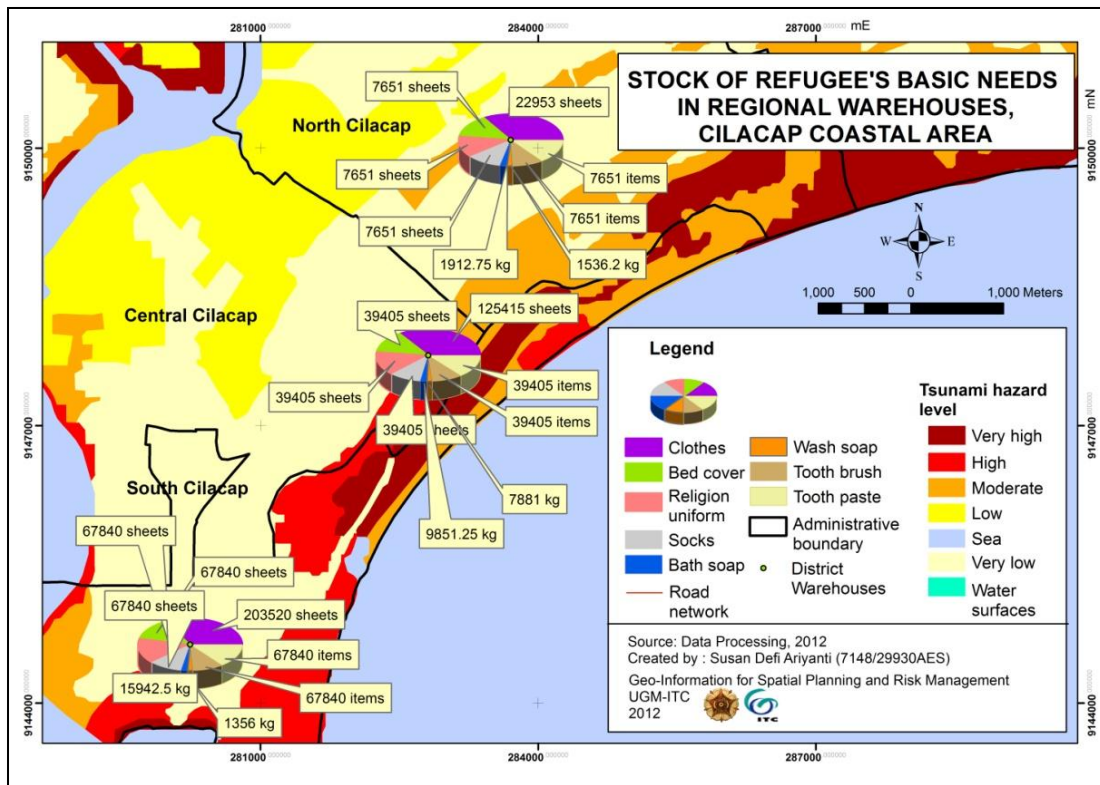 281000
284000
287000
mE
mN
9150000
9147000
9144000
STOCK OF REFUGEE'S BASIC NEEDS
IN REGIONAL WAREHOUSES,
CILACAP COASTAL AREA
North Cilacap
7651 sheets
22953 sheets
7651 sheets
7651 items
7651 sheets
7651 items
1912.75 kg
1536.2 kg
N
W
E
S
1,000 500 0 1,000 Meters
Central Cilacap
39405 sheets
125415 sheets
39405 sheets
39405 items
39405 sheets
39405 items
7881 kg
9851.25 kg
South Cilacap
67840 sheets
67840 sheets
67840 sheets
203520 sheets
67840 items
67840 items
15942.5 kg
1356 kg
Legend
Clothes
Bed cover
Religion
uniform
Socks
Bath soap
Road
network
Wash soap
Tooth brush
Tooth paste
Administrative
boundary
District
Warehouses
Tsunami hazard
level
Very high
High
Moderate
Low
Sea
Very low
Water
surfaces
Source: Data Processing, 2012
Created by : Susan Defi Ariyanti (7148/29930AES)
Geo-Information for Spatial Planning and Risk Management
UGM-ITC
2012
ITC
9150000
9147000
9144000
281000
284000
287000